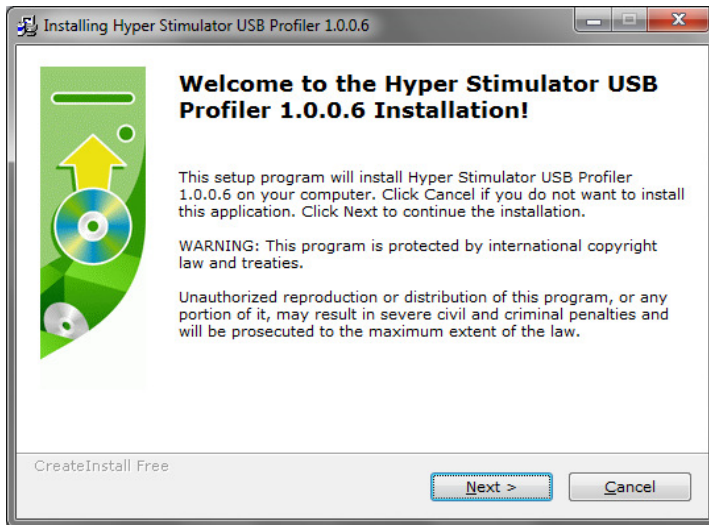 Installing Hyper Stimulator USB Profiler 1.0.0.6
Welcome to the Hyper Stimulator USB
Profiler 1.0.0.6 Installation!
This setup program will install Hyper Stimulator USB Profiler
1.0.0.6 on your computer. Click Cancel if you do not want to install
this application. Click Next to continue the installation.
WARNING: This program is protected by international copyright
law and treaties.
Unauthorized reproduction or distribution of this program, or any
portion of it, may result in severe civil and criminal penalties and
will be prosecuted to the maximum extent of the law.
CreateInstall Free
Next >
Cancel